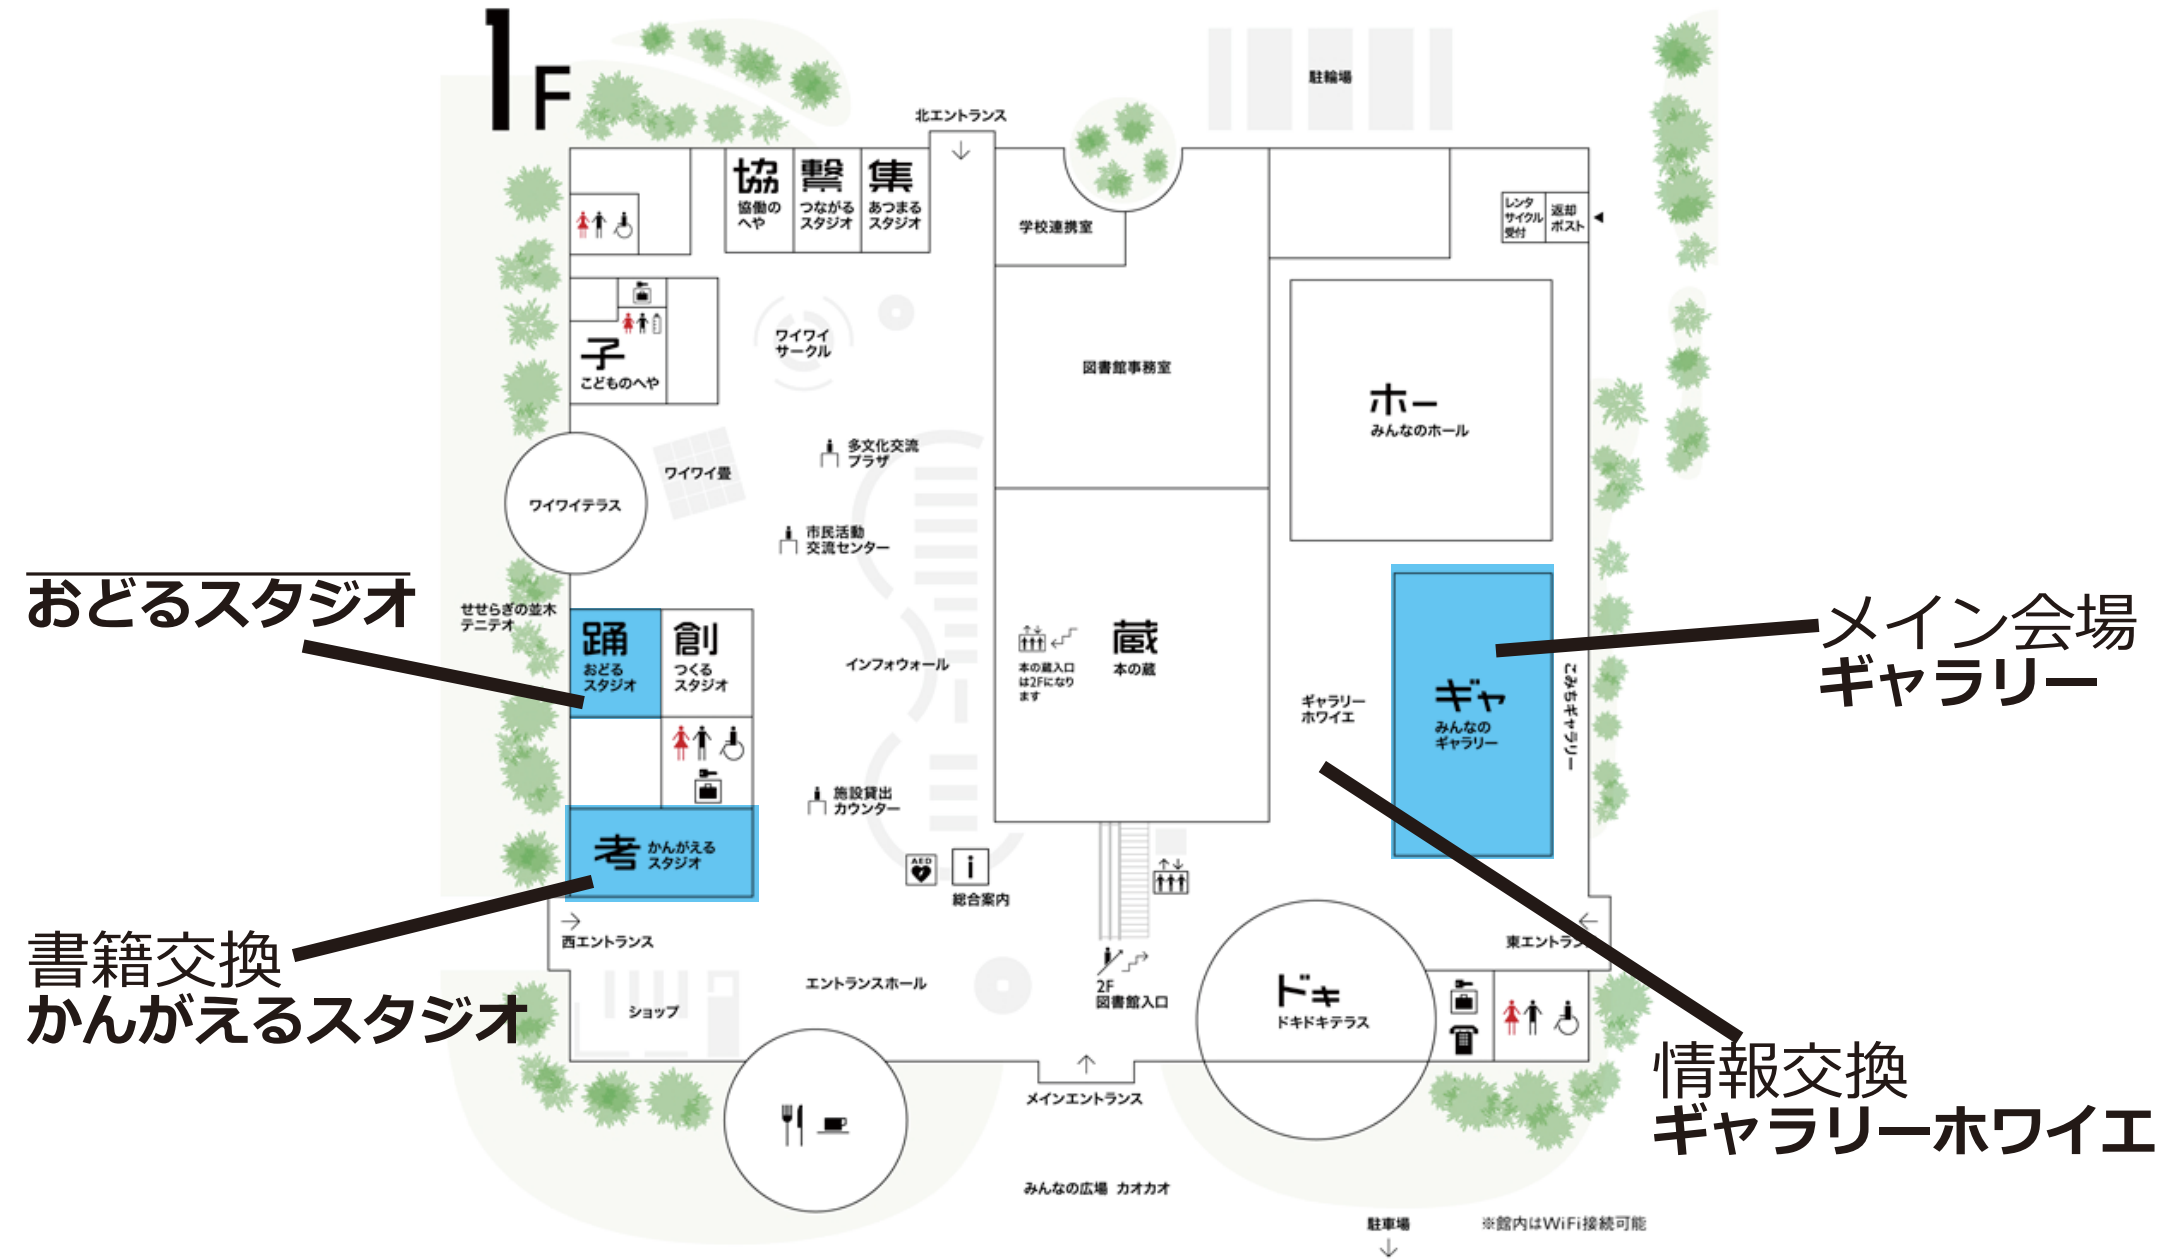 1F
北エントランス
駐輪場
協
協働の
へや
繋
つながる
スタジオ
集
あつまる
スタジオ
学校連携室
レンタ
サイクル
受付
返却
ポスト
子
こどものへや
ワイワイ
サークル
図書館事務室
ホー
みんなのホール
多文化交流
プラザ
ワイワイ畳
ワイワイテラス
市民活動
交流センター
おどるスタジオ
せせらぎの並木
テニテオ
踊
おどる
スタジオ
創
つくる
スタジオ
インフォウォール
本の蔵入口
は2Fになり
ます
蔵
本の蔵
ギャラリー
ホワイエ
ギャ
みんなの
ギャラリー
こみちギャラリー
メイン会場
ギャラリー
施設貸出
カウンター
考
かんがえる
スタジオ
AED
i
総合案内
書籍交換
かんがえるスタジオ
西エントランス
東エントラン
エントランスホール
ショップ
2F
図書館入口
ドキ
ドキドキテラス
情報交換
ギャラリーホワイエ
メインエントランス
みんなの広場 カオカオ
駐車場
※館内はWiFi接続可能